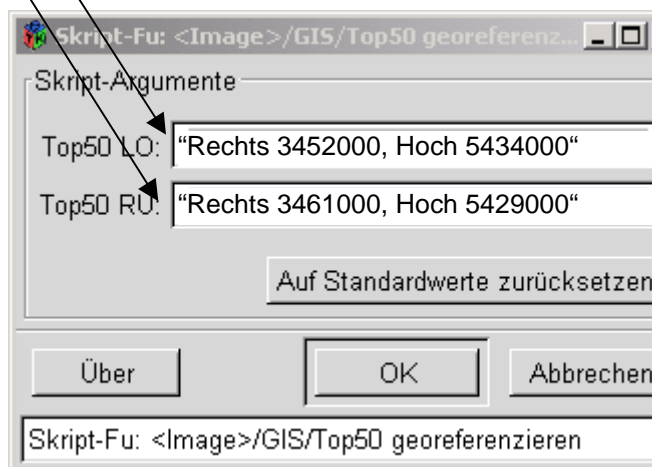 Skript-Fu: <Image>/GIS/Top50 georeferenz...
Skript-Argumente
Top50 LO: “Rechts 3452000, Hoch 5434000“
Top50 RU: “Rechts 3461000, Hoch 5429000“
Auf Standardwerte zurücksetzen
Über OK Abbrechen
Skript-Fu: <Image>/GIS/Top50 georeferenzieren